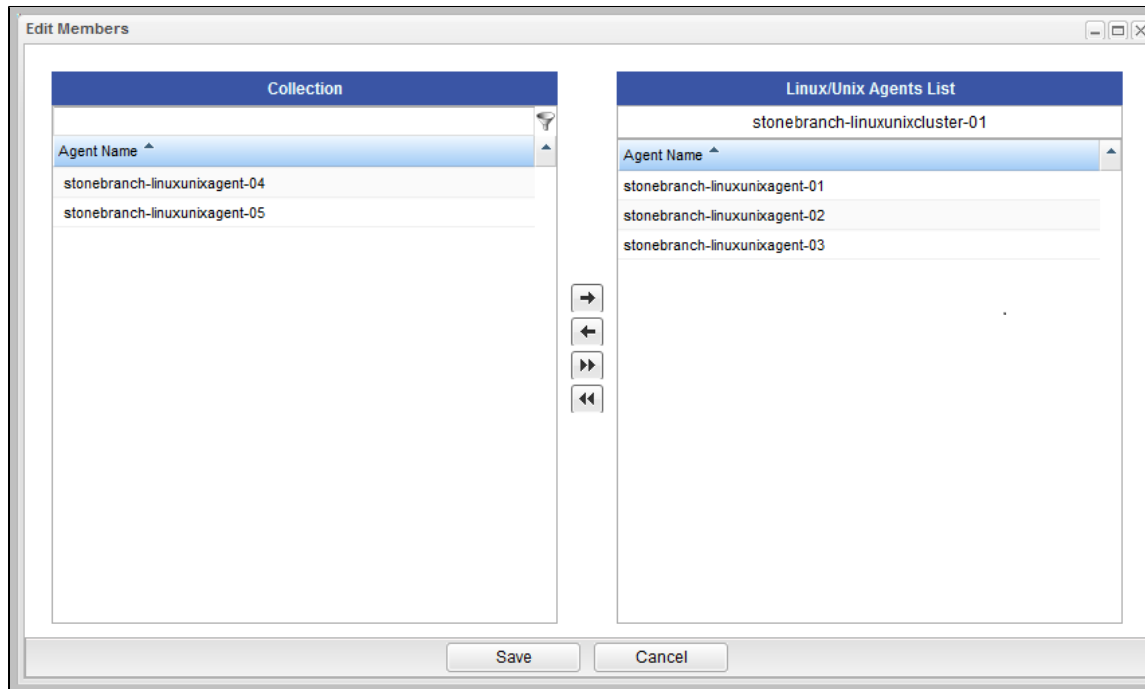 Edit Members
Collection
Agent Name
stonebranch-linuxunixagent-04
stonebranch-linuxunixagent-05
Linux/Unix Agents List
stonebranch-linuxunixcluster-01
Agent Name
stonebranch-linuxunixagent-01
stonebranch-linuxunixagent-02
stonebranch-linuxunixagent-03
Save
Cancel